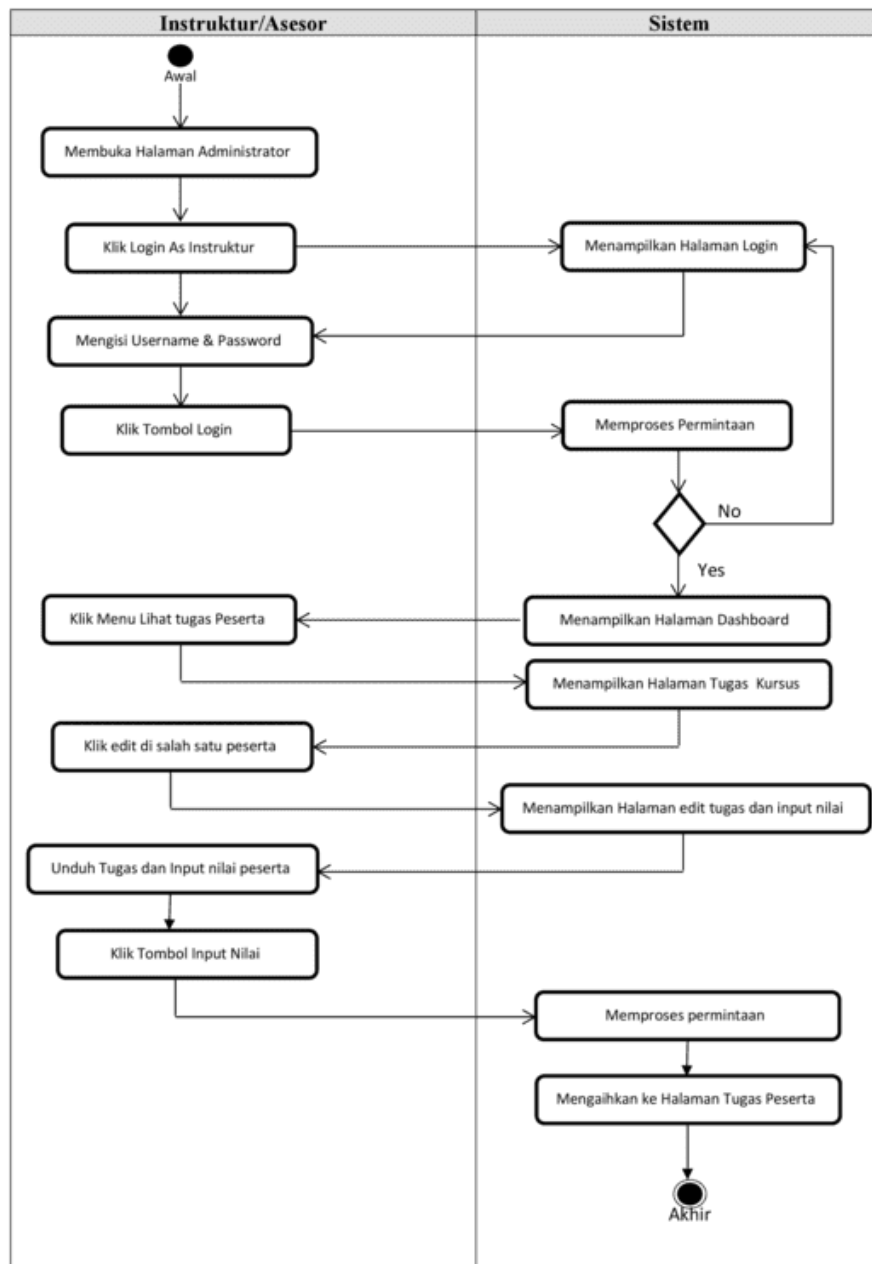 Instruktur/Asesor
Sistem
Awal
Membuka Halaman Administrator
Klik Login As Instruktur
Menampilkan Halaman Login
Mengisi Username & Password
Klik Tombol Login
Memproses Permintaan
No
Yes
Klik Menu Lihat tugas Peserta
Menampilkan Halaman Dashboard
Menampilkan Halaman Tugas Kursus
Klik edit di salah satu peserta
Menampilkan Halaman edit tugas dan input nilai
Unduh Tugas dan Input nilai peserta
Klik Tombol Input Nilai
Memproses permintaan
Mengaihkan ke Halaman Tugas Peserta
Akhir